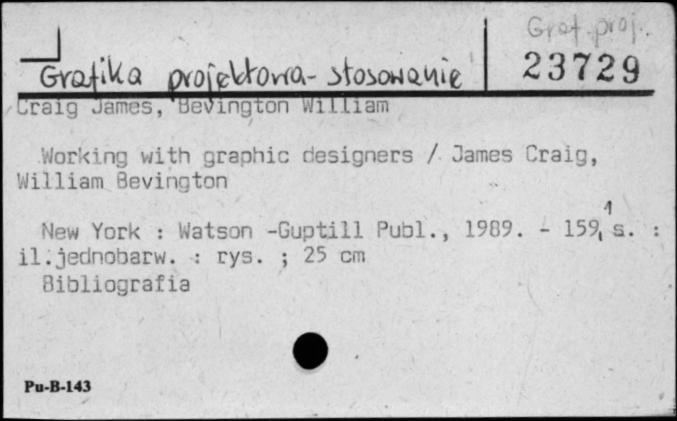 Graf. proj.
Grafika projektowa - stosowanie
23729
Craig James, Bevington William
Working with graphic designers / James Craig,
William Bevington
New York : Watson -Guptill Publ., 1989. - 159,1 s. :
il.jednobarw. : rys. ; 25 cm
Bibliografia
Pu-B-143